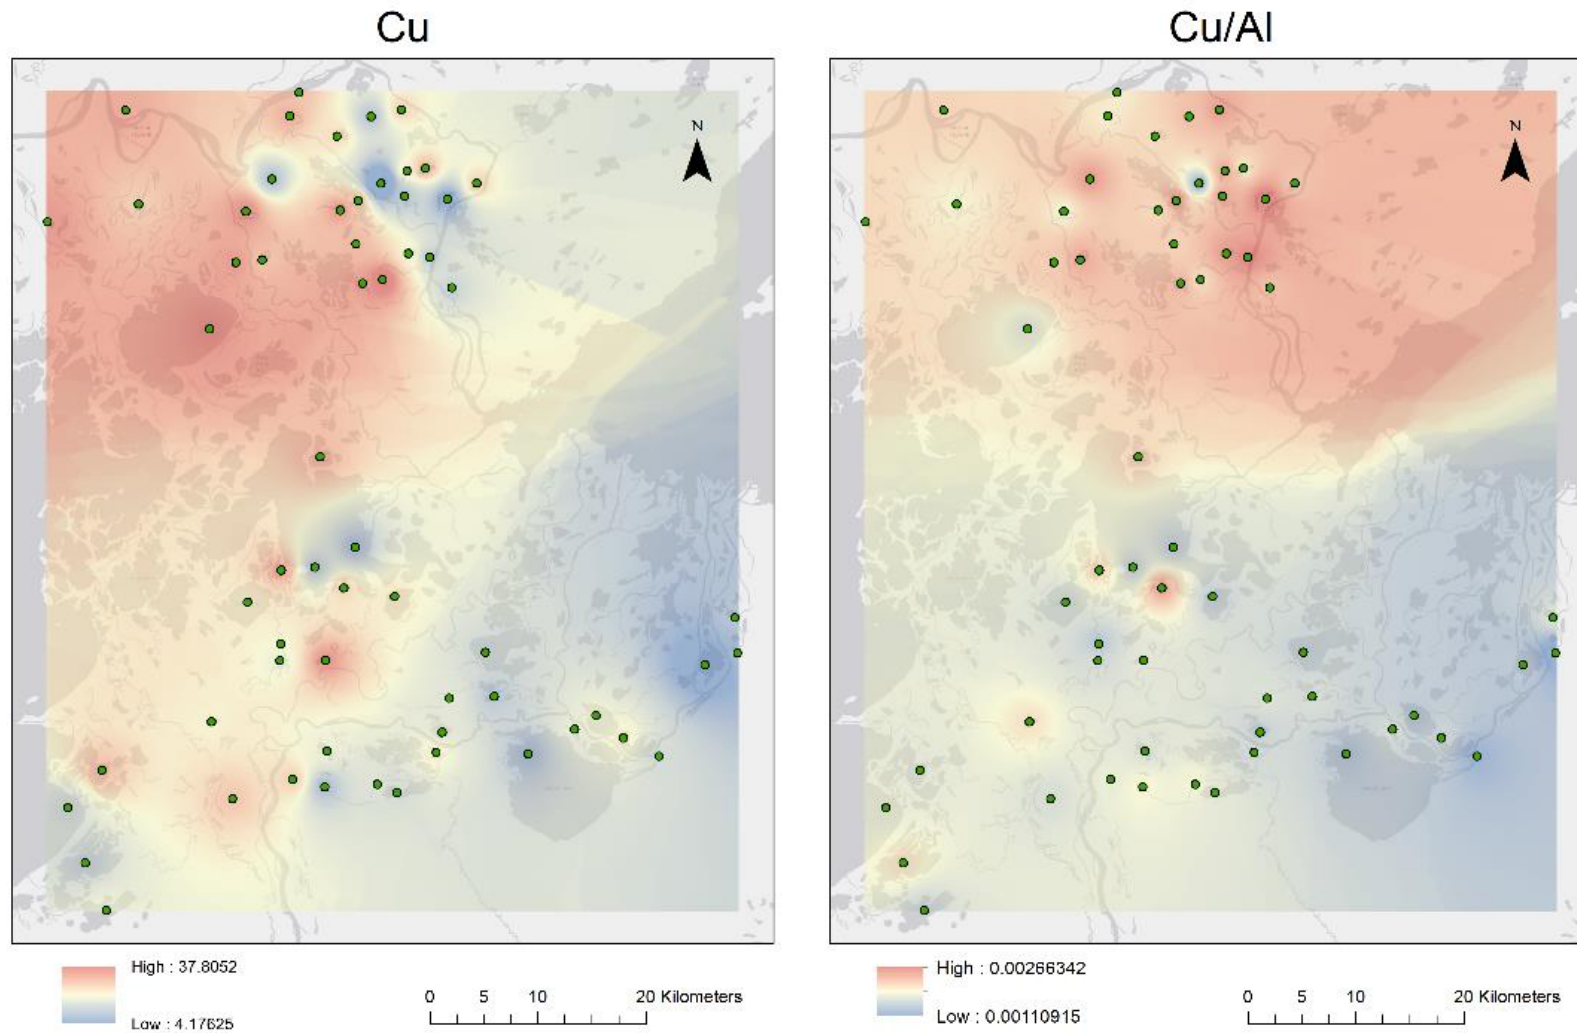 Cu
Cu/Al
N
N
High : 37.8052
Low : 4.17625
0 5 10 20 Kilometers
High : 0.00266342
Low : 0.00110915
0 5 10 20 Kilometers